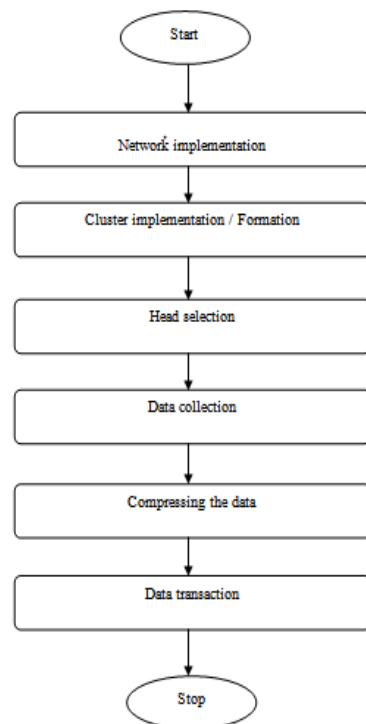 Start
Network implementation
Cluster implementation / Formation
Head selection
Data collection
Compressing the data
Data transaction
Stop